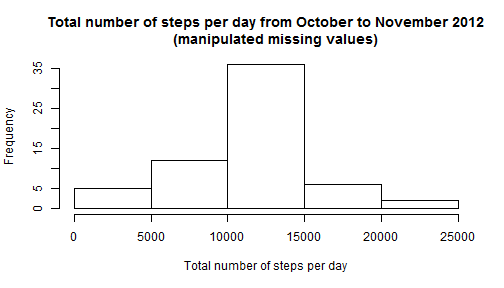 Total number of steps per day from October to November 2012
(manipulated missing values)
35
15
5
0
Frequency
0 5000 10000 15000 20000 25000
Total number of steps per day